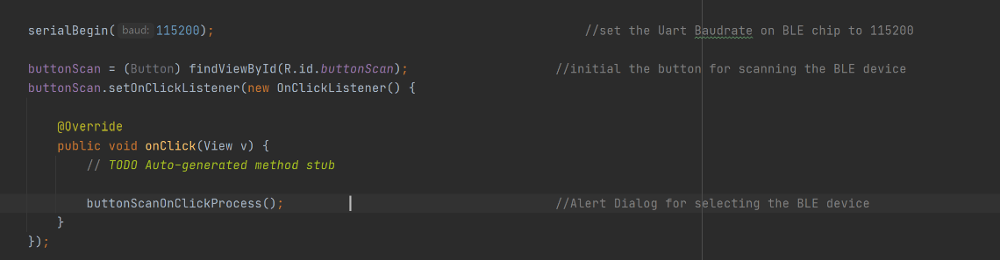 serialBegin( baud: 115200); //set the Uart Baudrate on BLE chip to 115200
buttonScan = (Button) findViewById(R.id.buttonScan); //initial the button for scanning the BLE device
buttonScan.setOnClickListener(new OnClickListener() {
@Override
public void onClick(View v) {
// TODO Auto-generated method stub
buttonScanOnClickProcess(); //Alert Dialog for selecting the BLE device
}
});